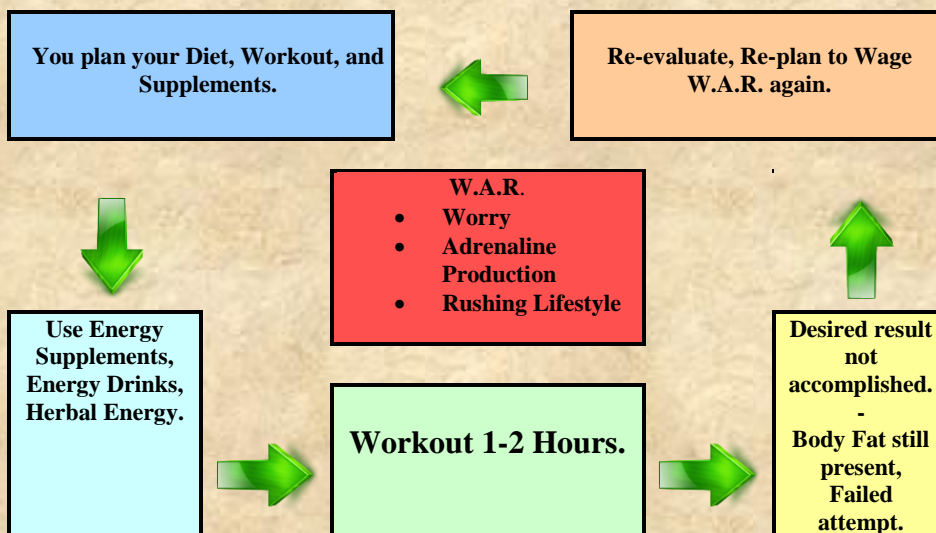 You plan your Diet, Workout, and
Supplements.
Re-evaluate, Re-plan to Wage
W.A.R. again.
W.A.R.
• Worry
• Adrenaline
Production
• Rushing Lifestyle
Use Energy
Supplements,
Energy Drinks,
Herbal Energy.
Workout 1-2 Hours.
Desired result
not
accomplished.
-
Body Fat still
present,
Failed
attempt.